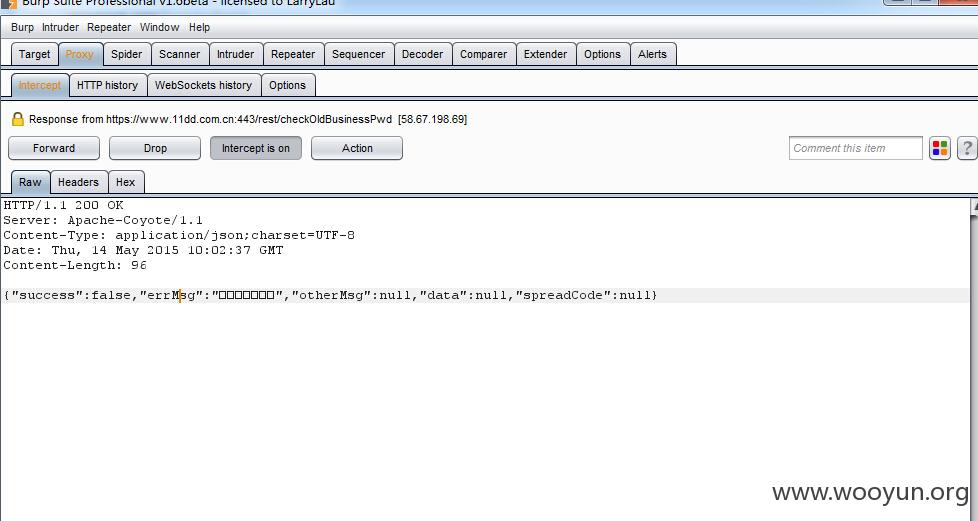 Burp Suite Professional v1.6beta - licensed to LarryLau
Burp Intruder Repeater Window Help
Target Proxy Spider Scanner Intruder Repeater Sequencer Decoder Comparer Extender Options Alerts
Intercept HTTP history WebSockets history Options
Response from https://www.11dd.com.cn:443/rest/checkOldBusinessPwd [58.67.198.69]
Forward Drop Intercept is on Action Comment this item ?
Raw Headers Hex
HTTP/1.1 200 OK
Server: Apache-Coyote/1.1
Content-Type: application/json;charset=UTF-8
Date: Thu, 14 May 2015 10:02:37 GMT
Content-Length: 96
{"success":false,"errMsg":"□□□□□□□","otherMsg":null,"data":null,"spreadCode":null}
www.wooyun.org